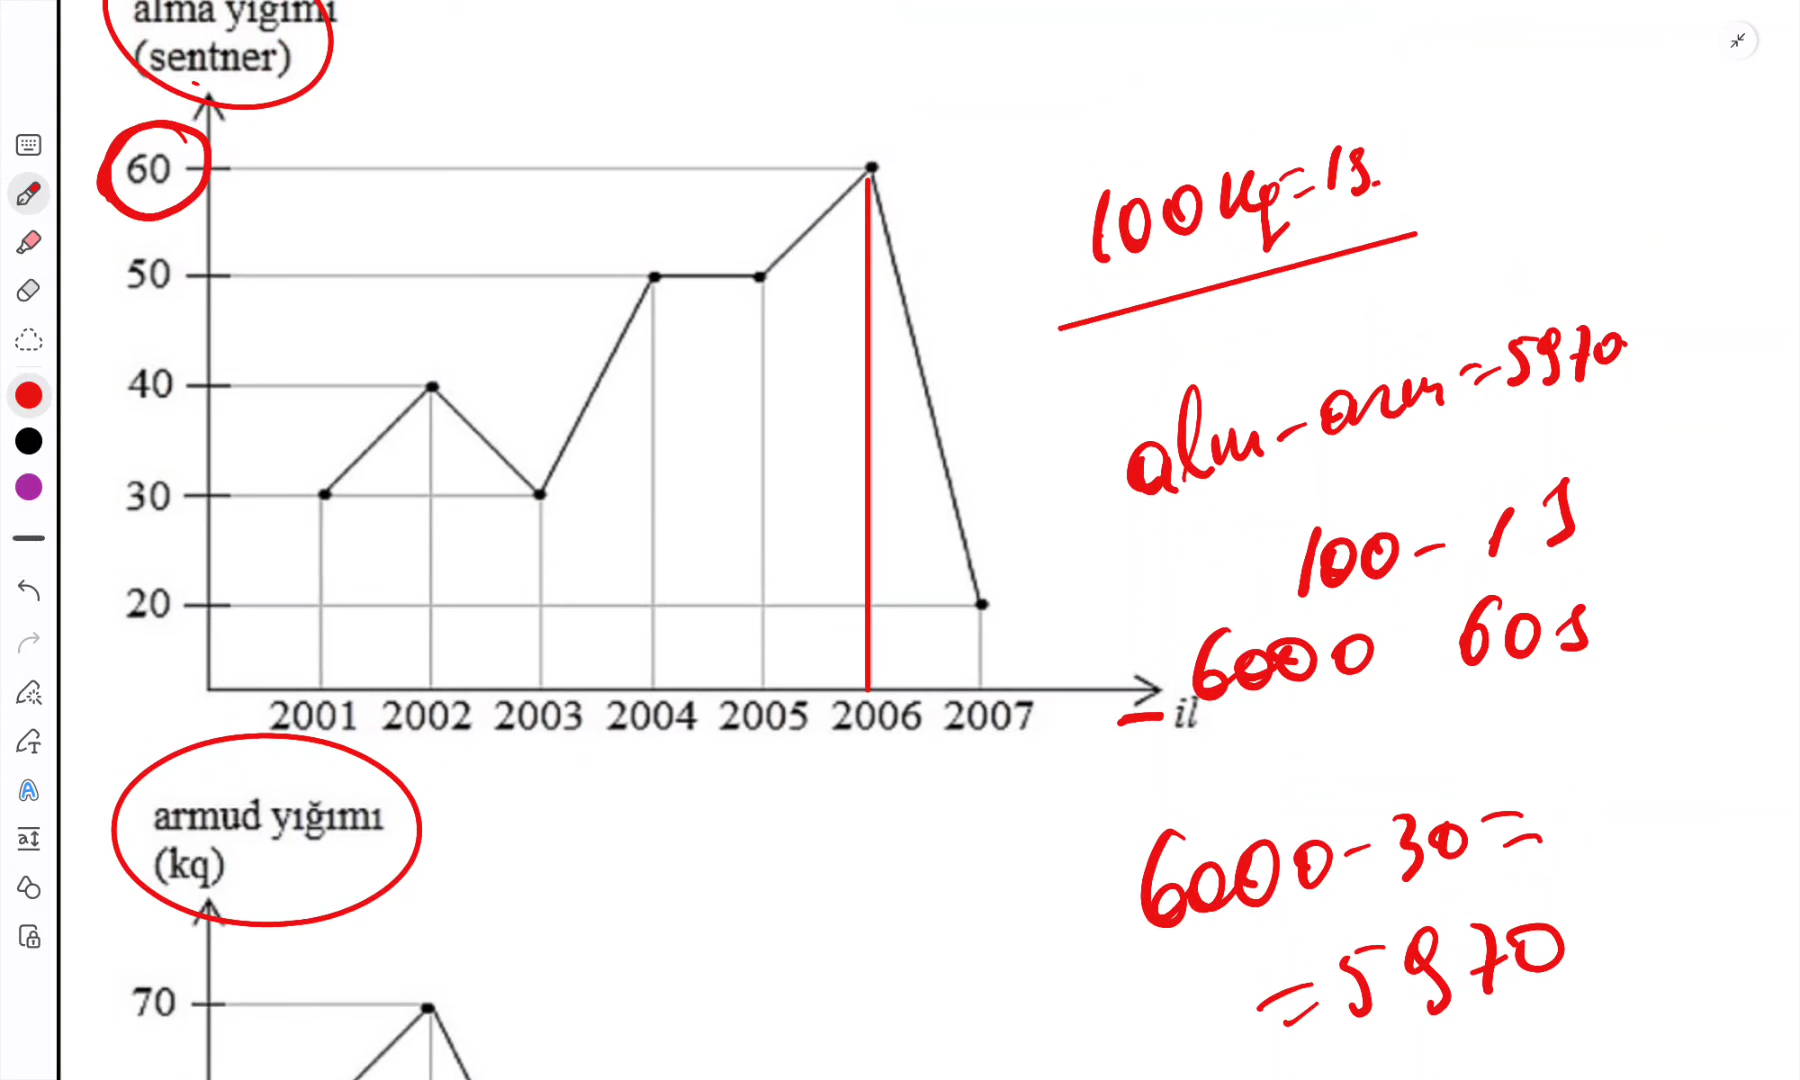 alma yığımı
(sentner)
60
50
40
30
20
2001 2002 2003 2004 2005 2006 2007
il
100 kq = 1s.
alm - arm = 5970
100 - 1 s
- 6000 60 s
6000 - 30 =
= 5970
armud yığımı
(kq)
70